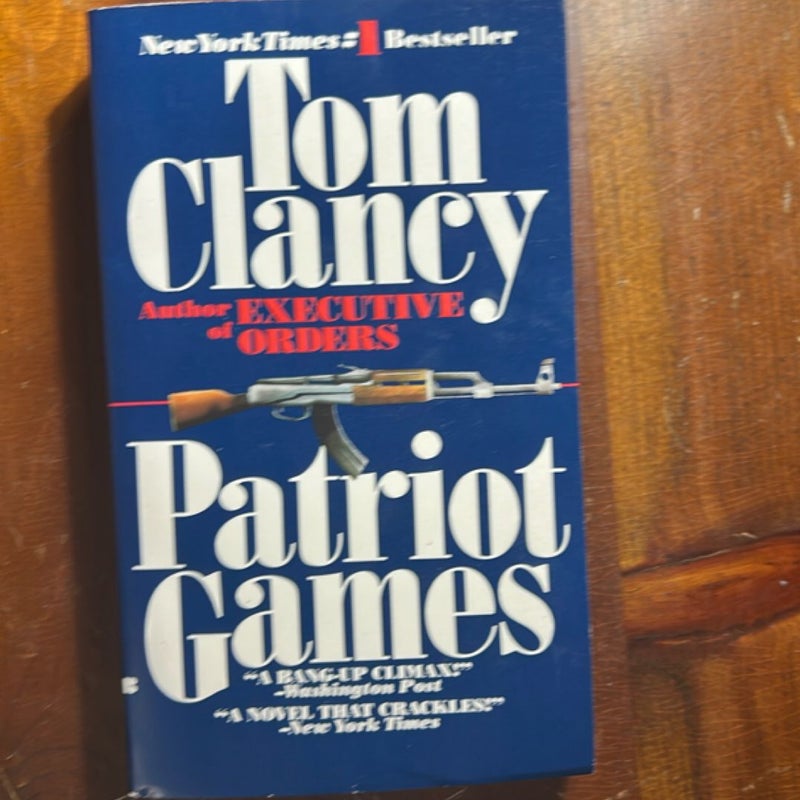 New York Times #1 Bestseller
Tom
Clancy
Author EXECUTIVE
of ORDERS
Patriot
Games
“A BANG-UP CLIMAX!”
-Washington Post
“A NOVEL THAT CRACKLES!”
-New York Times